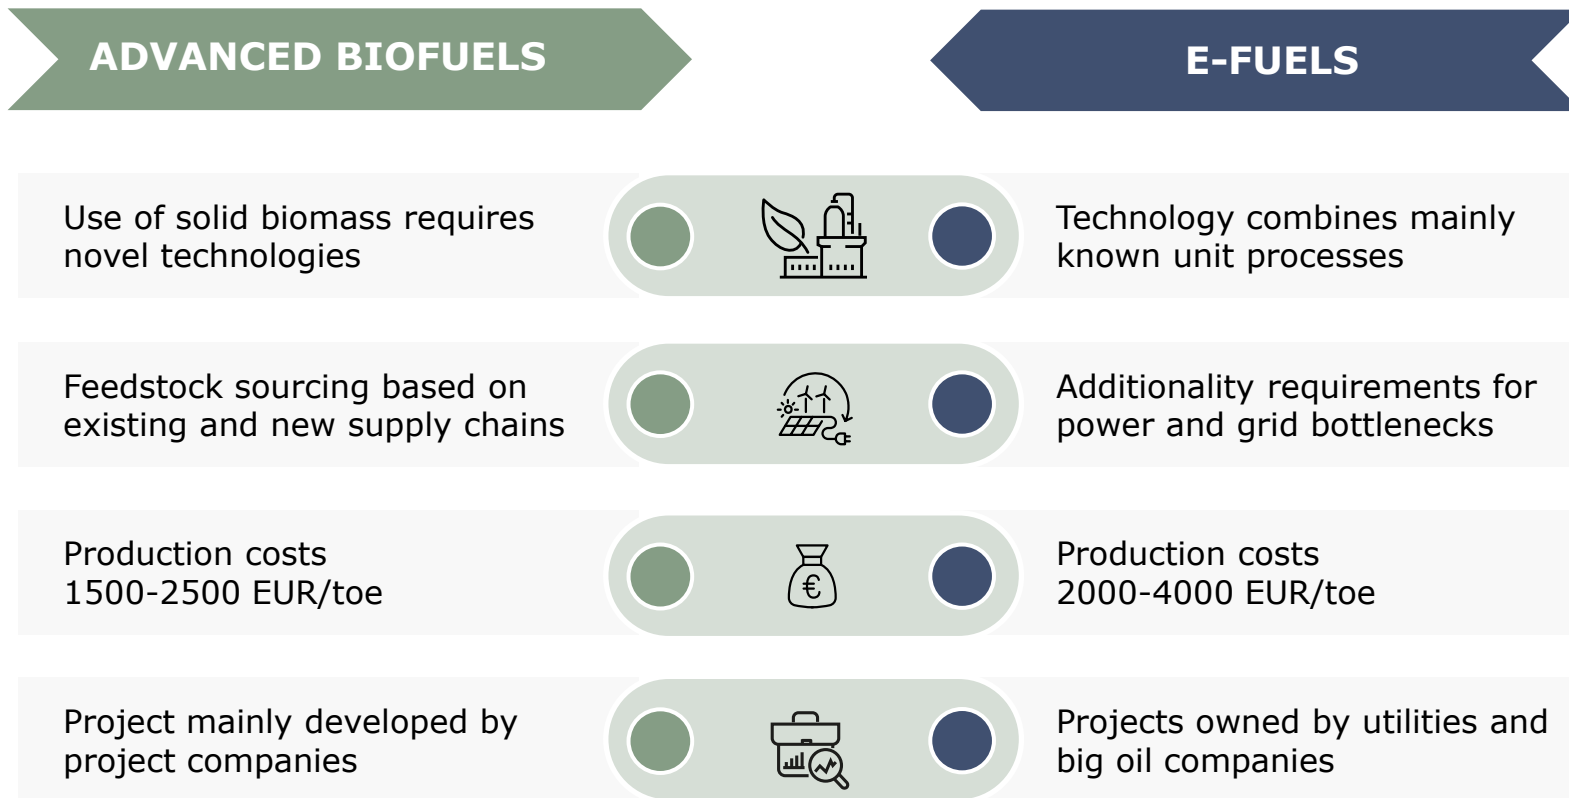 ADVANCED BIOFUELS
E-FUELS
Use of solid biomass requires
novel technologies
Technology combines mainly
known unit processes
Feedstock sourcing based on
existing and new supply chains
Additionality requirements for
power and grid bottlenecks
Production costs
1500-2500 EUR/toe
€
Production costs
2000-4000 EUR/toe
Project mainly developed by
project companies
Projects owned by utilities and
big oil companies